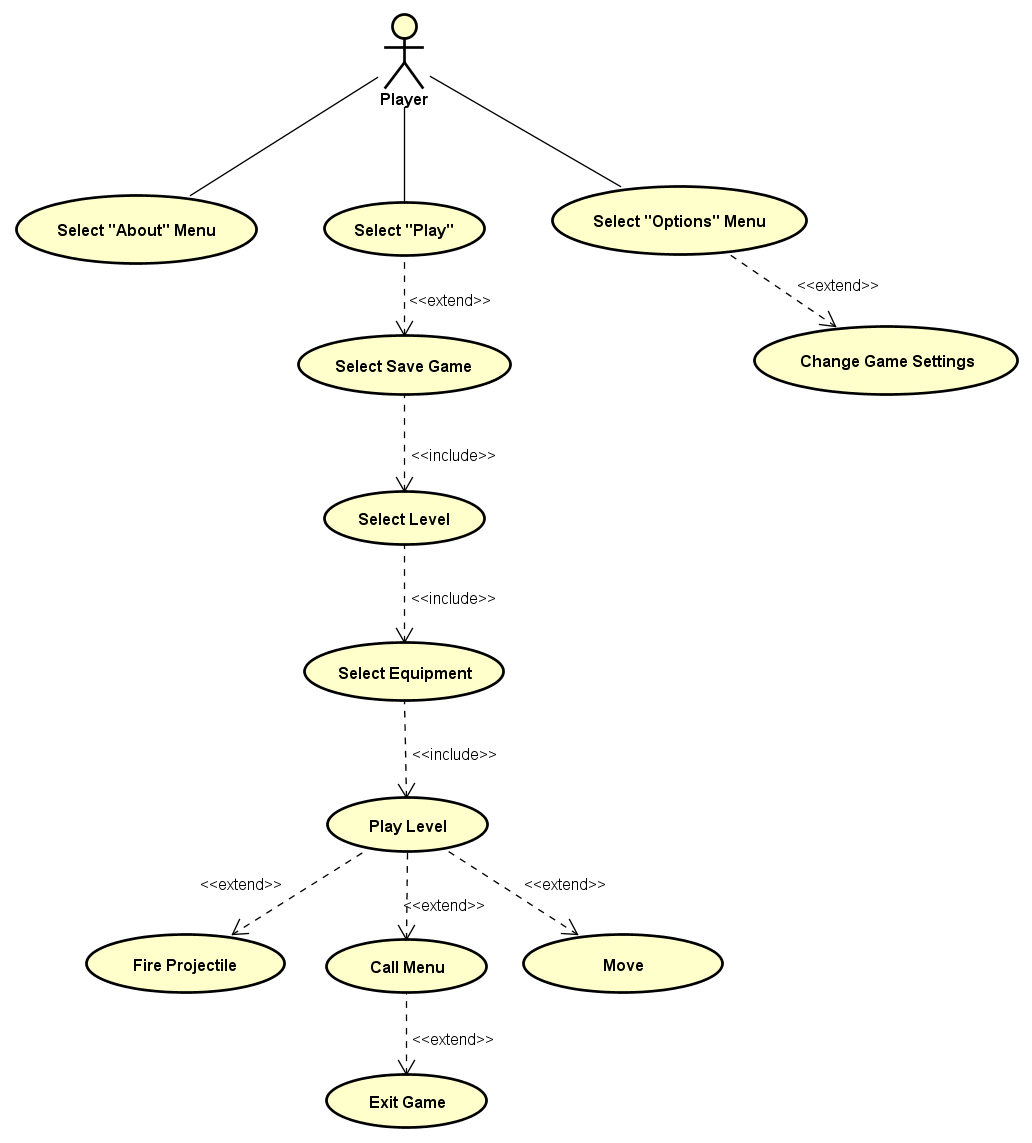 Player
Select "About" Menu
Select "Play"
Select "Options" Menu
<<extend>>
<<extend>>
Select Save Game
Change Game Settings
<<include>>
Select Level
<<include>>
Select Equipment
<<include>>
Play Level
<<extend>>
<<extend>>
<<extend>>
Fire Projectile
Call Menu
Move
<<extend>>
Exit Game